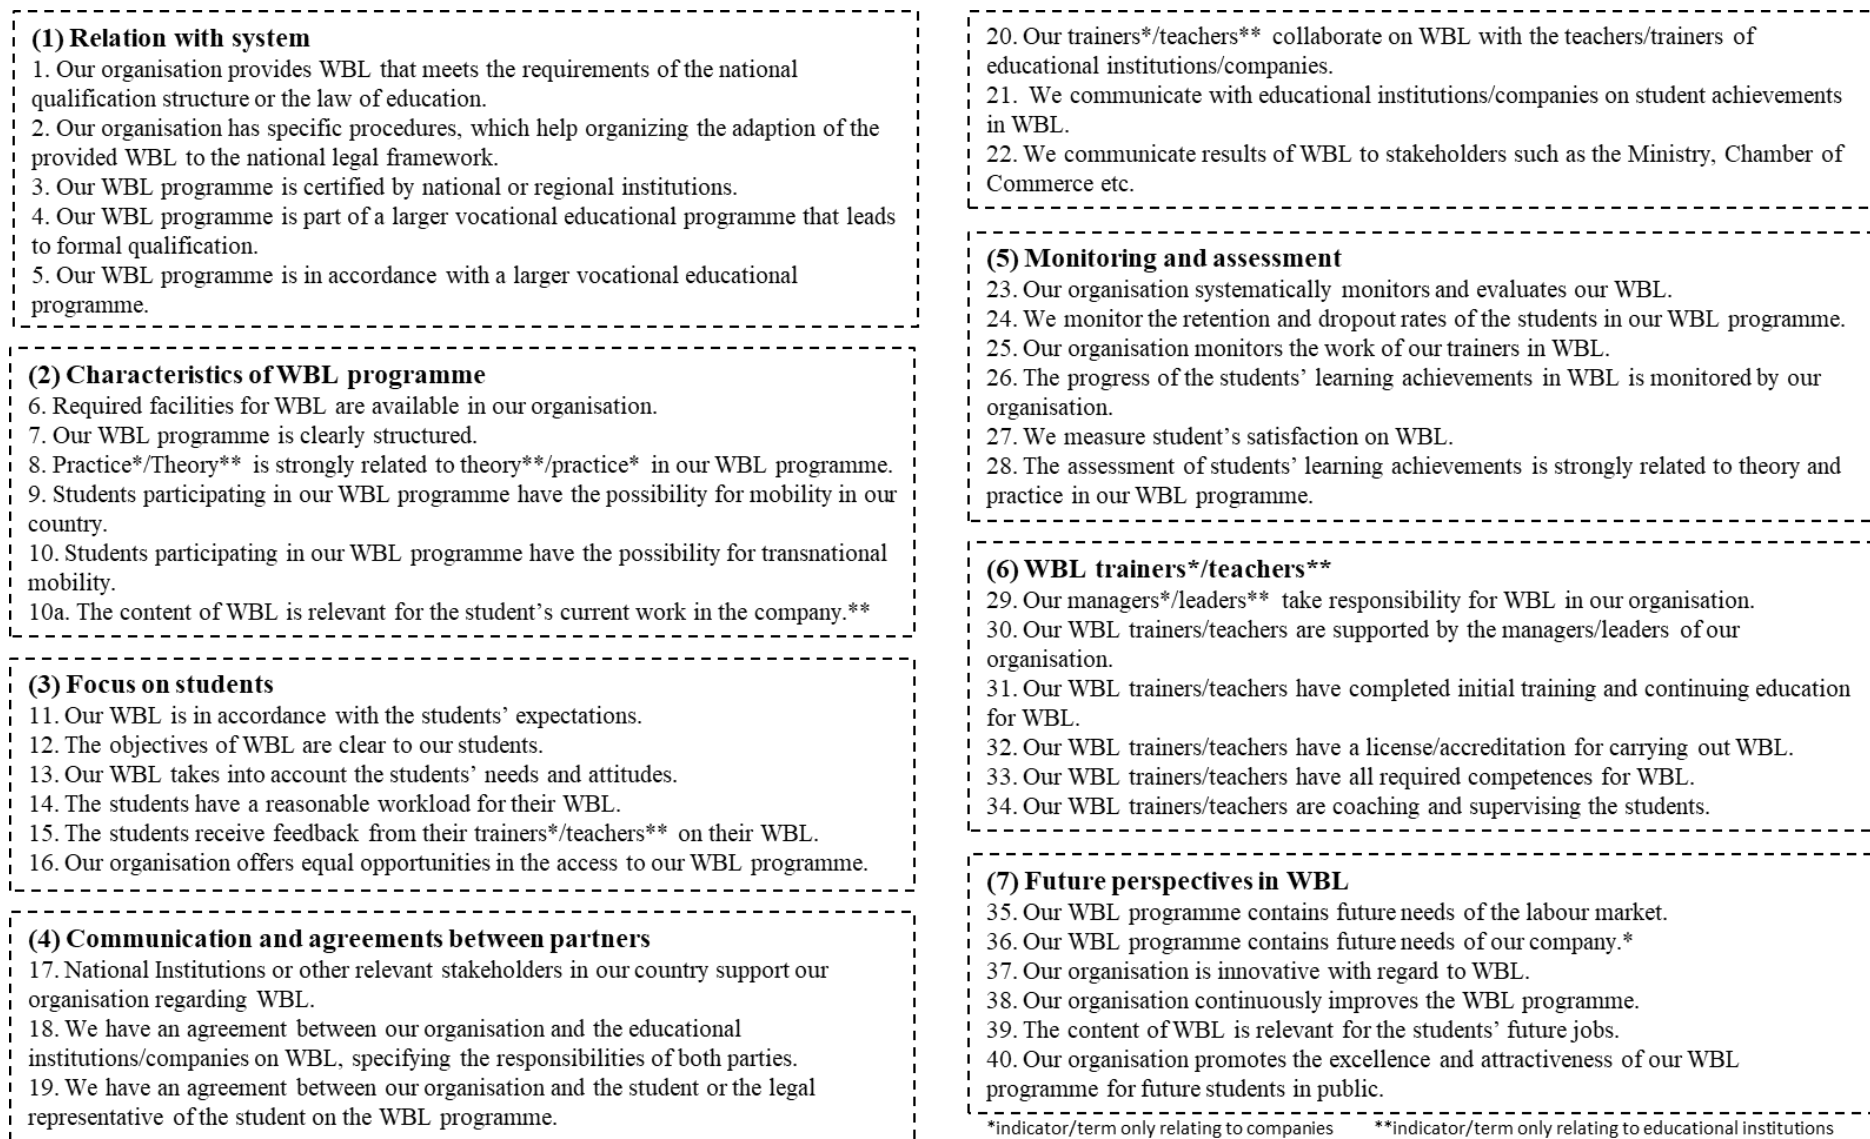 (1) Relation with system
1. Our organisation provides WBL that meets the requirements of the national
qualification structure or the law of education.
2. Our organisation has specific procedures, which help organizing the adaption of the
provided WBL to the national legal framework.
3. Our WBL programme is certified by national or regional institutions.
4. Our WBL programme is part of a larger vocational educational programme that leads
to formal qualification.
5. Our WBL programme is in accordance with a larger vocational educational
programme.
(2) Characteristics of WBL programme
6. Required facilities for WBL are available in our organisation.
7. Our WBL programme is clearly structured.
8. Practice*/Theory** is strongly related to theory**/practice* in our WBL programme.
9. Students participating in our WBL programme have the possibility for mobility in our
country.
10. Students participating in our WBL programme have the possibility for transnational
mobility.
10a. The content of WBL is relevant for the student's current work in the company.**
(3) Focus on students
11. Our WBL is in accordance with the students' expectations.
12. The objectives of WBL are clear to our students.
13. Our WBL takes into account the students' needs and attitudes.
14. The students have a reasonable workload for their WBL.
15. The students receive feedback from their trainers*/teachers** on their WBL.
16. Our organisation offers equal opportunities in the access to our WBL programme.
(4) Communication and agreements between partners
17. National Institutions or other relevant stakeholders in our country support our
organisation regarding WBL.
18. We have an agreement between our organisation and the educational
institutions/companies on WBL, specifying the responsibilities of both parties.
19. We have an agreement between our organisation and the student or the legal
representative of the student on the WBL programme.
20. Our trainers*/teachers** collaborate on WBL with the teachers/trainers of
educational institutions/companies.
21. We communicate with educational institutions/companies on student achievements
in WBL.
22. We communicate results of WBL to stakeholders such as the Ministry, Chamber of
Commerce etc.
(5) Monitoring and assessment
23. Our organisation systematically monitors and evaluates our WBL.
24. We monitor the retention and dropout rates of the students in our WBL programme.
25. Our organisation monitors the work of our trainers in WBL.
26. The progress of the students' learning achievements in WBL is monitored by our
organisation.
27. We measure student's satisfaction on WBL.
28. The assessment of students' learning achievements is strongly related to theory and
practice in our WBL programme.
(6) WBL trainers*/teachers**
29. Our managers*/leaders** take responsibility for WBL in our organisation.
30. Our WBL trainers/teachers are supported by the managers/leaders of our
organisation.
31. Our WBL trainers/teachers have completed initial training and continuing education
for WBL.
32. Our WBL trainers/teachers have a license/accreditation for carrying out WBL.
33. Our WBL trainers/teachers have all required competences for WBL.
34. Our WBL trainers/teachers are coaching and supervising the students.
(7) Future perspectives in WBL
35. Our WBL programme contains future needs of the labour market.
36. Our WBL programme contains future needs of our company.*
37. Our organisation is innovative with regard to WBL.
38. Our organisation continuously improves the WBL programme.
39. The content of WBL is relevant for the students' future jobs.
40. Our organisation promotes the excellence and attractiveness of our WBL
programme for future students in public.
*indicator/term only relating to companies **indicator/term only relating to educational institutions